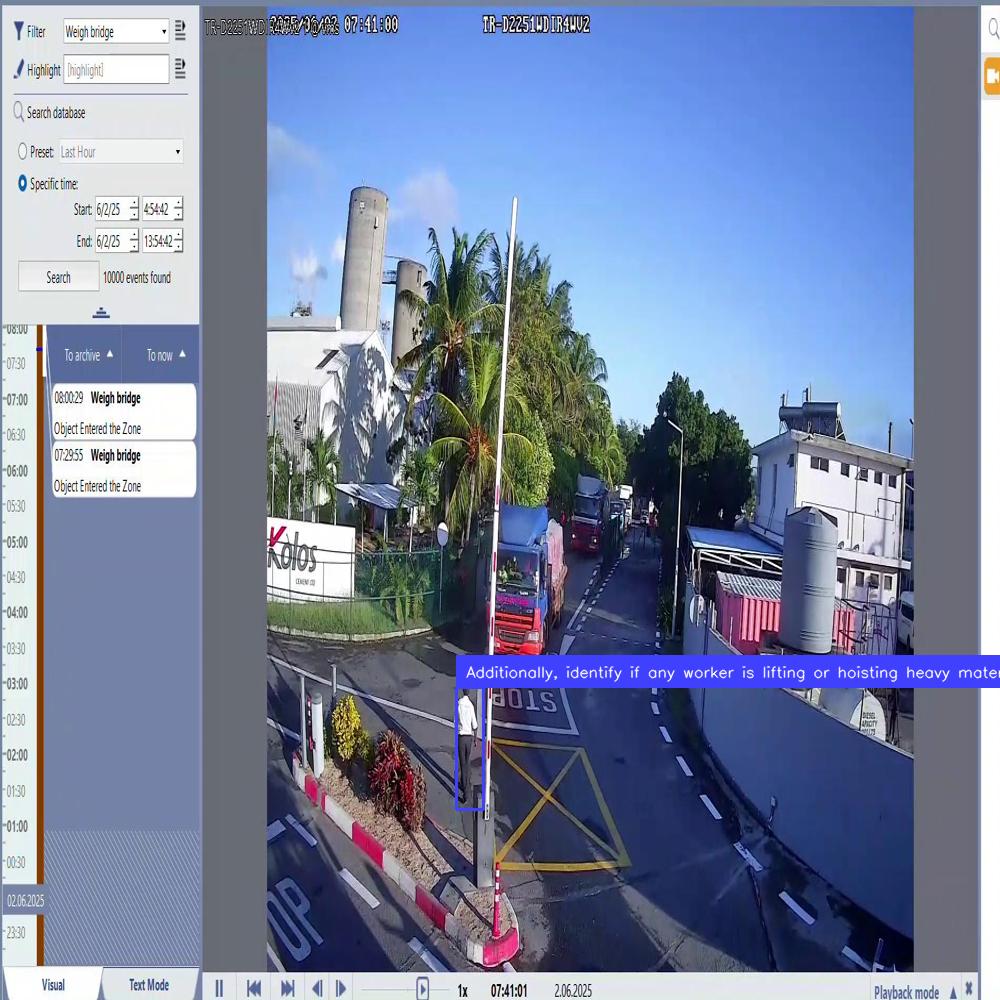 Filter
Weigh bridge
Highlight
[highlight]
Search database
Preset:
Last Hour
Specific time:
Start:
6/2/25
4:54:42
End:
6/2/25
13:54:42
Search
10000 events found
08:00
07:30
07:00
06:30
06:00
05:30
05:00
04:30
04:00
03:30
03:00
02:30
02:00
01:30
01:00
00:30
02.06.2025
23:30
To archive
To now
08:00:29 Weigh bridge
Object Entered the Zone
07:29:55 Weigh bridge
Object Entered the Zone
Visual
Text Mode
2025/06/02 07:41:00
TR-D2251WDIR4WV2
Kolos
CEMENT LTD
Additionally, identify if any worker is lifting or hoisting heavy mater
STOP
DIESEL
OP
1x
07:41:01
2.06.2025
Playback mode